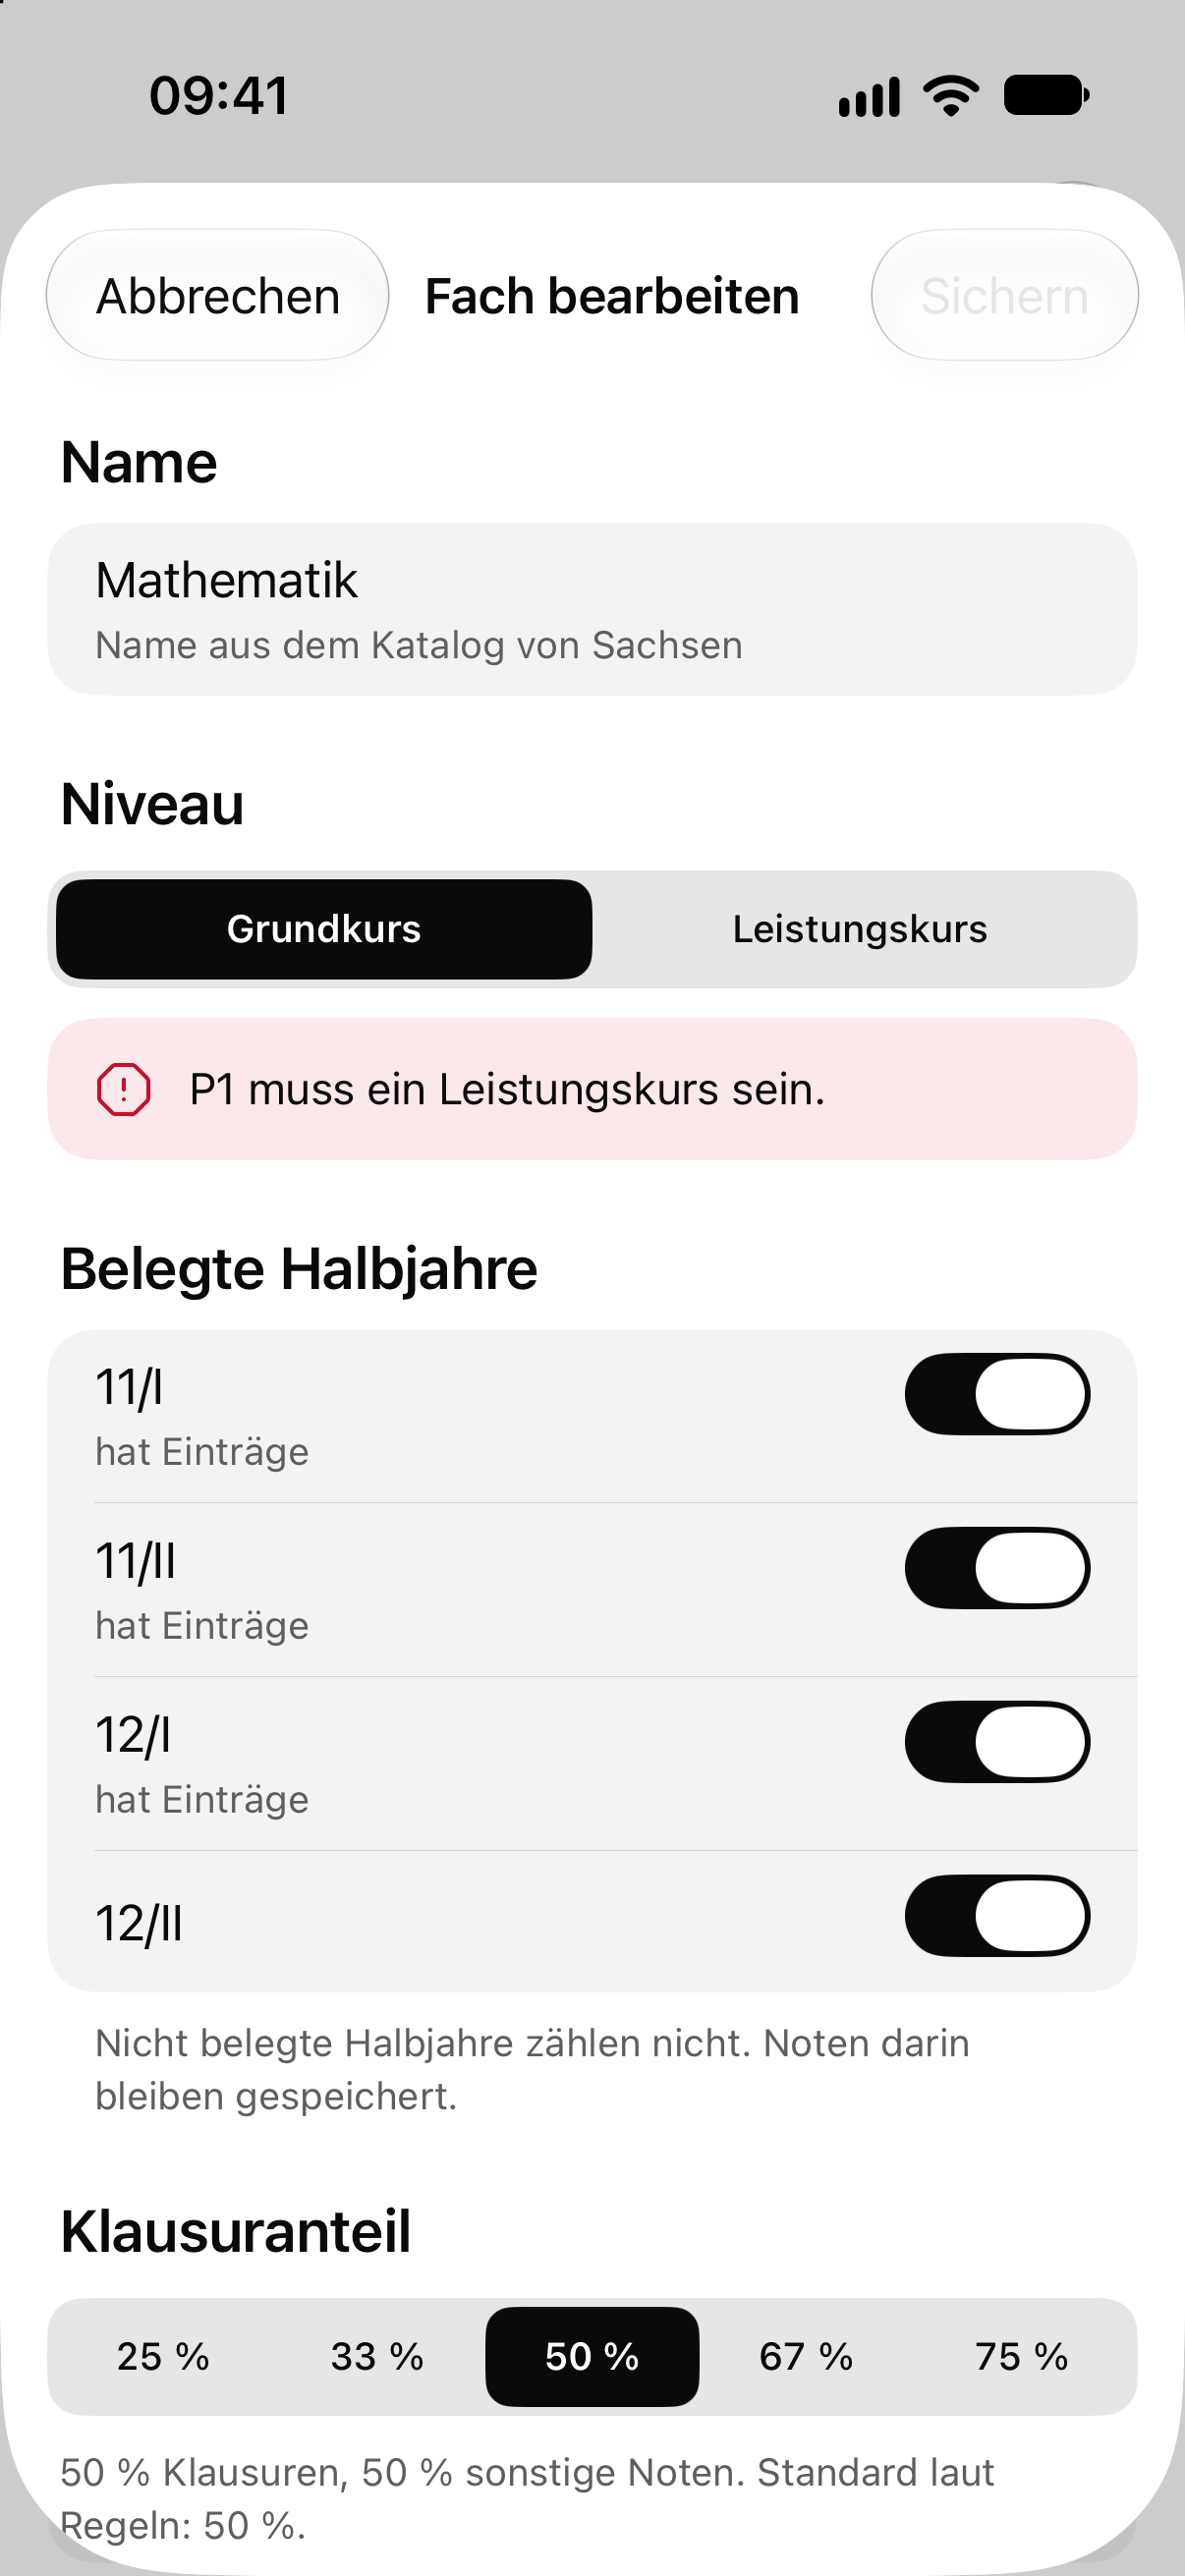 09:41
Abbrechen
Fach bearbeiten
Sichern
Name
Mathematik
Name aus dem Katalog von Sachsen
Niveau
Grundkurs
Leistungskurs
P1 muss ein Leistungskurs sein.
Belegte Halbjahre
11/I
hat Einträge
11/II
hat Einträge
12/I
hat Einträge
12/II
Nicht belegte Halbjahre zählen nicht. Noten darin
bleiben gespeichert.
Klausuranteil
25 %
33 %
50 %
67 %
75 %
50 % Klausuren, 50 % sonstige Noten. Standard laut
Regeln: 50 %.